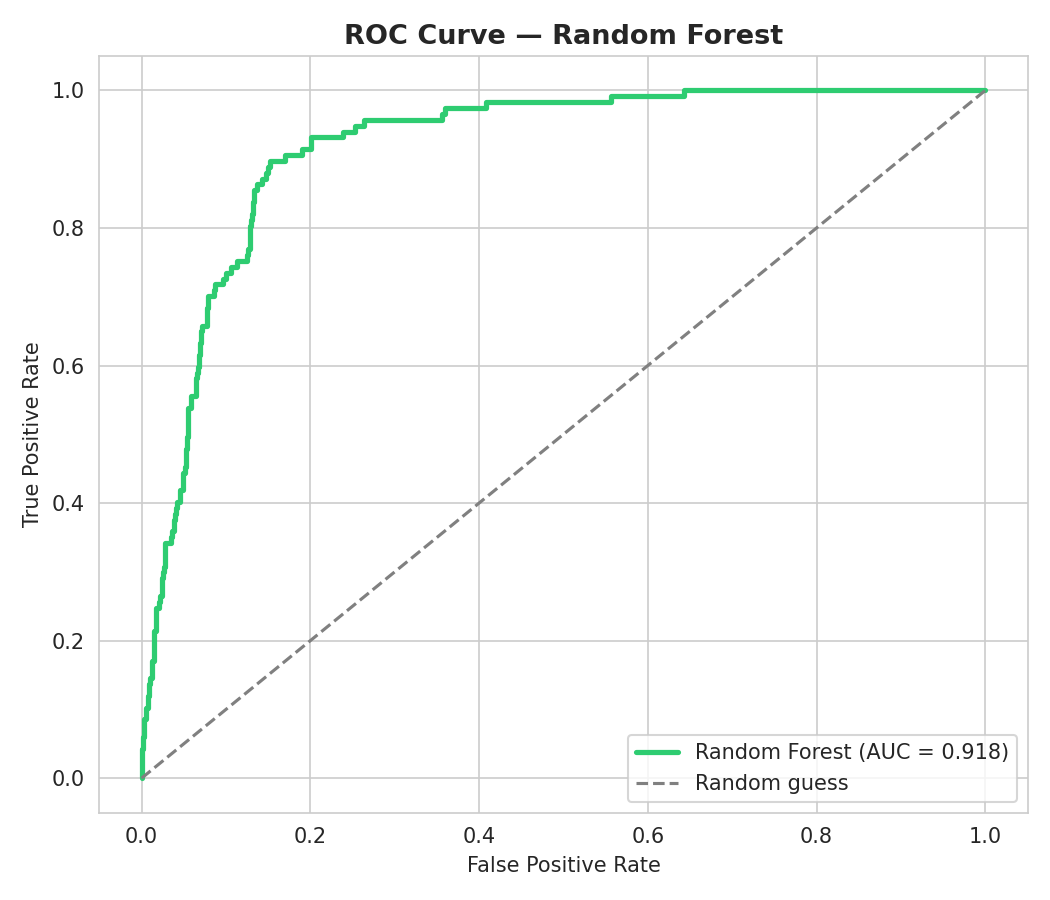 ROC Curve — Random Forest
True Positive Rate
1.0
0.8
0.6
0.4
0.2
0.0
Random Forest (AUC = 0.918)
Random guess
0.0 0.2 0.4 0.6 0.8 1.0
False Positive Rate